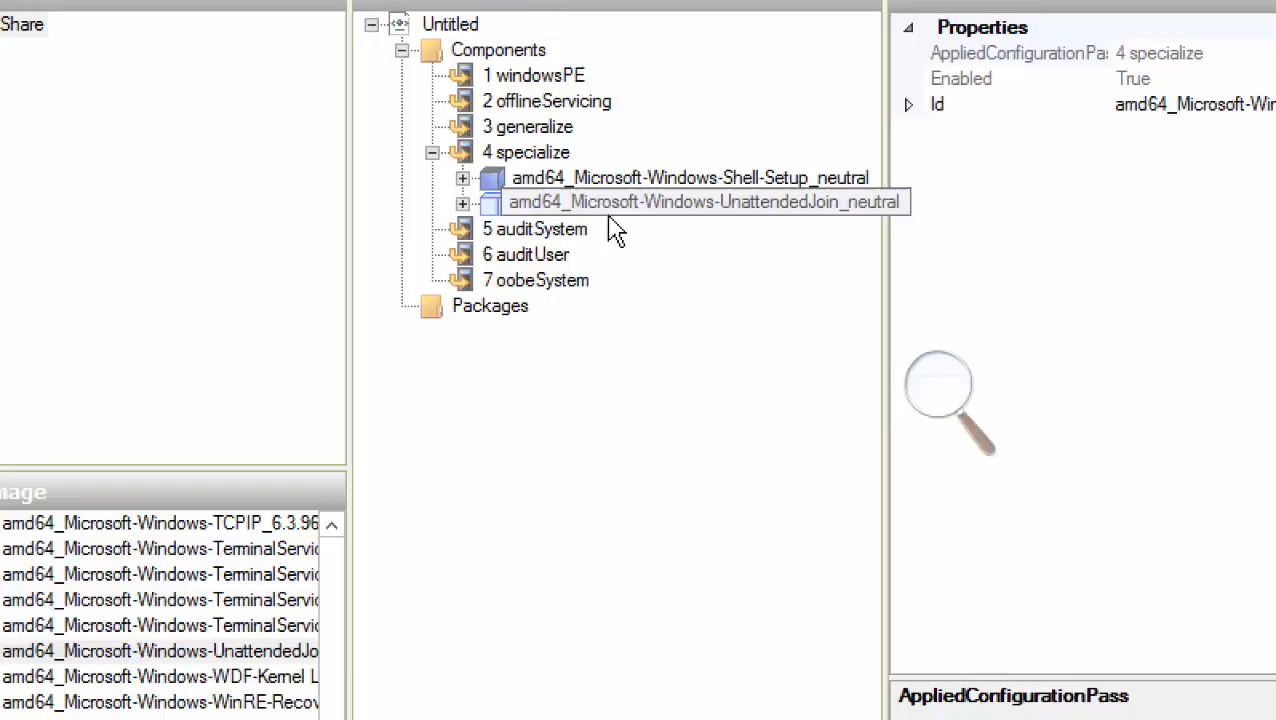 Share
Untitled
Components
1 windowsPE
2 offlineServicing
3 generalize
4 specialize
amd64_Microsoft-Windows-Shell-Setup_neutral
amd64_Microsoft-Windows-UnattendedJoin_neutral
5 auditSystem
6 auditUser
7 oobeSystem
Packages
Properties
AppliedConfigurationPas 4 specialize
Enabled True
Id amd64_Microsoft-Win
AppliedConfigurationPass
mage
amd64_Microsoft-Windows-TCPIP_6.3.96
amd64_Microsoft-Windows-TerminalServic
amd64_Microsoft-Windows-TerminalServic
amd64_Microsoft-Windows-TerminalServic
amd64_Microsoft-Windows-TerminalServic
amd64_Microsoft-Windows-UnattendedJo
amd64_Microsoft-Windows-WDF-Kernel L
amd64_Microsoft-Windows-WinRE-Recov